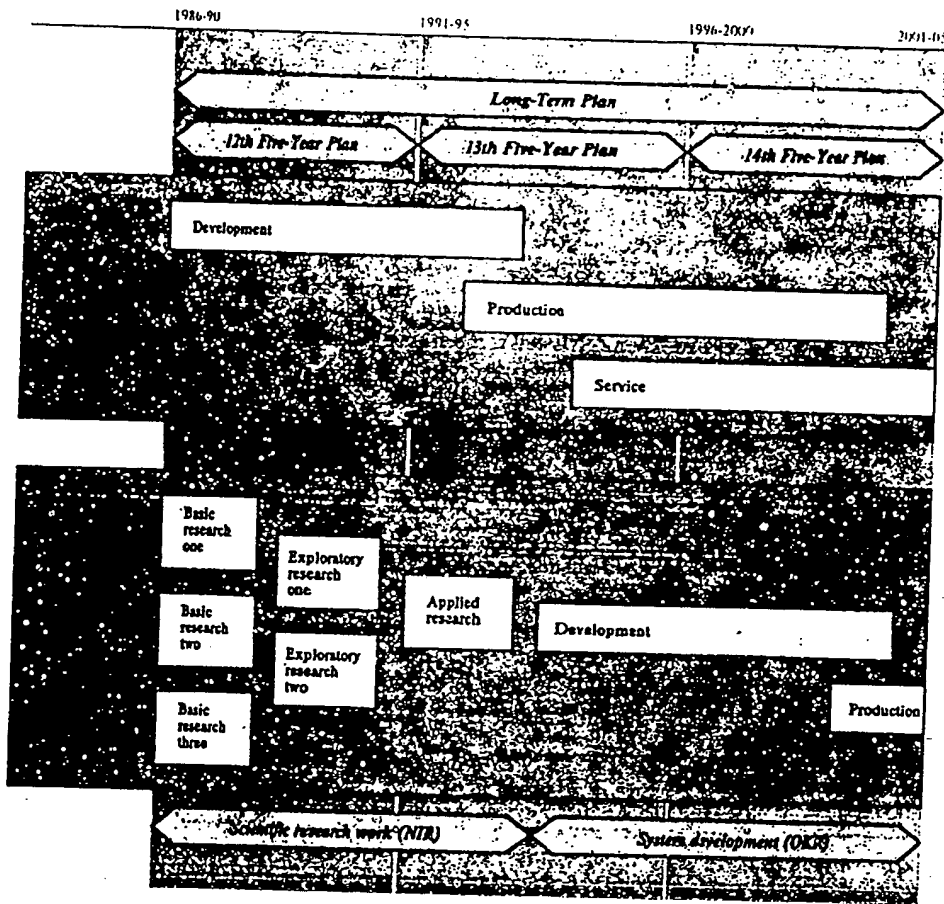 1986-90
1991-95
1996-2000
2001-05
Long-Term Plan
12th Five-Year Plan
13th Five-Year Plan
14th Five-Year Plan
Development
Production
Service
Basic
research
one
Exploratory
research
one
Applied
research
Basic
research
two
Development
Exploratory
research
two
Basic
research
three
Production
Scientific research work (NIR)
System development (OKR)